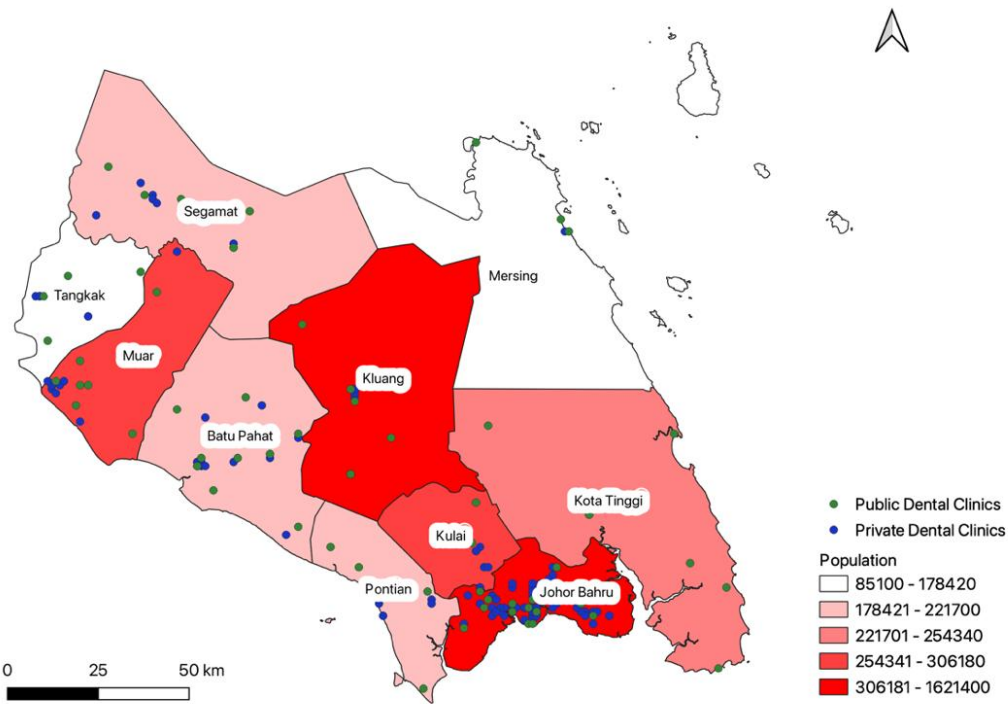 Segamat
Mersing
Tangkak
Muar
Kluang
Batu Pahat
Kota Tinggi
Kulai
Johor Bahru
Pontian
Public Dental Clinics
Private Dental Clinics
Population
85100 - 178420
178421 - 221700
221701 - 254340
254341 - 306180
306181 - 1621400
0 25 50 km